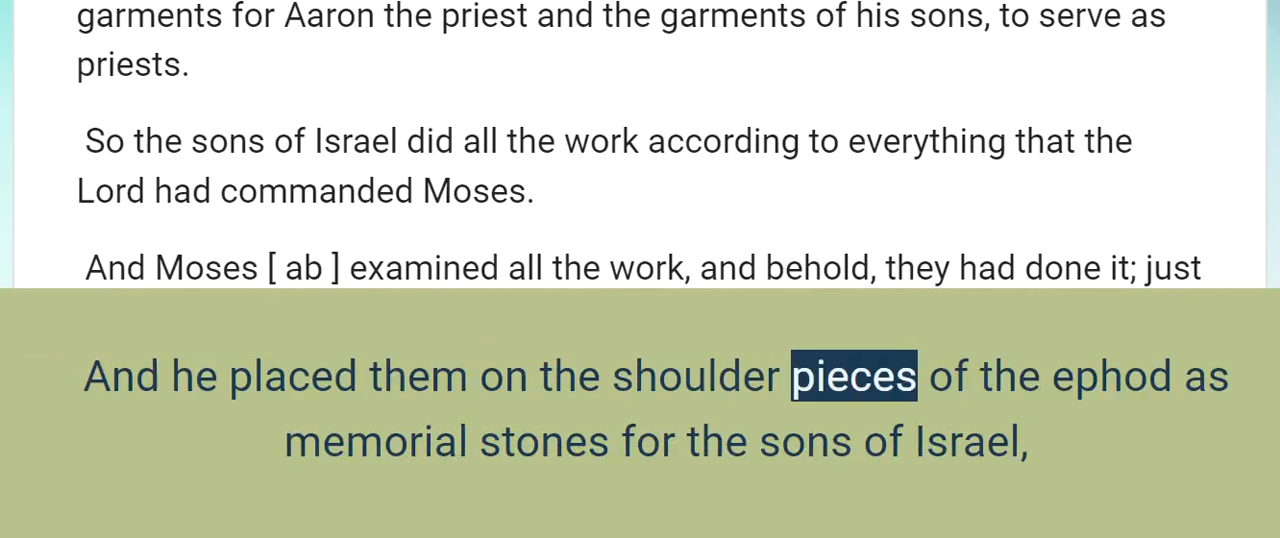 garments for Aaron the priest and the garments of his sons, to serve as
priests.
So the sons of Israel did all the work according to everything that the
Lord had commanded Moses.
And Moses [ ab ] examined all the work, and behold, they had done it; just
And he placed them on the shoulder pieces of the ephod as
memorial stones for the sons of Israel,